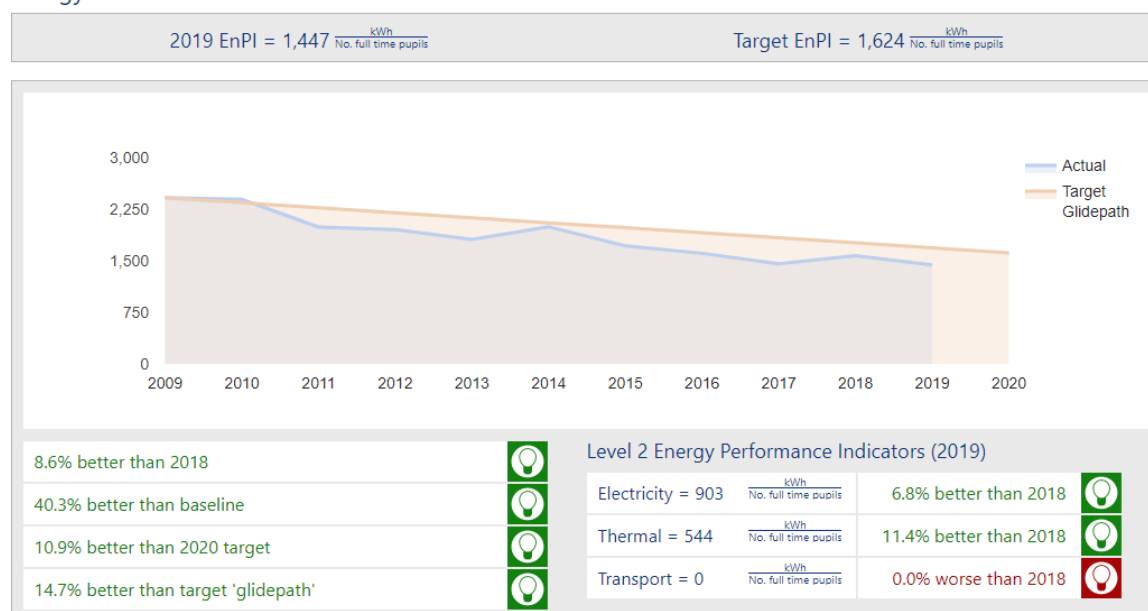 2019 EnPI = 1,447 kWh / No. full time pupils
Target EnPI = 1,624 kWh / No. full time pupils
3,000
2,250
1,500
750
0
2009 2010 2011 2012 2013 2014 2015 2016 2017 2018 2019 2020
Actual
Target
Glidepath
8.6% better than 2018
40.3% better than baseline
10.9% better than 2020 target
14.7% better than target 'glidepath'
Level 2 Energy Performance Indicators (2019)
Electricity = 903 kWh / No. full time pupils 6.8% better than 2018
Thermal = 544 kWh / No. full time pupils 11.4% better than 2018
Transport = 0 kWh / No. full time pupils 0.0% worse than 2018